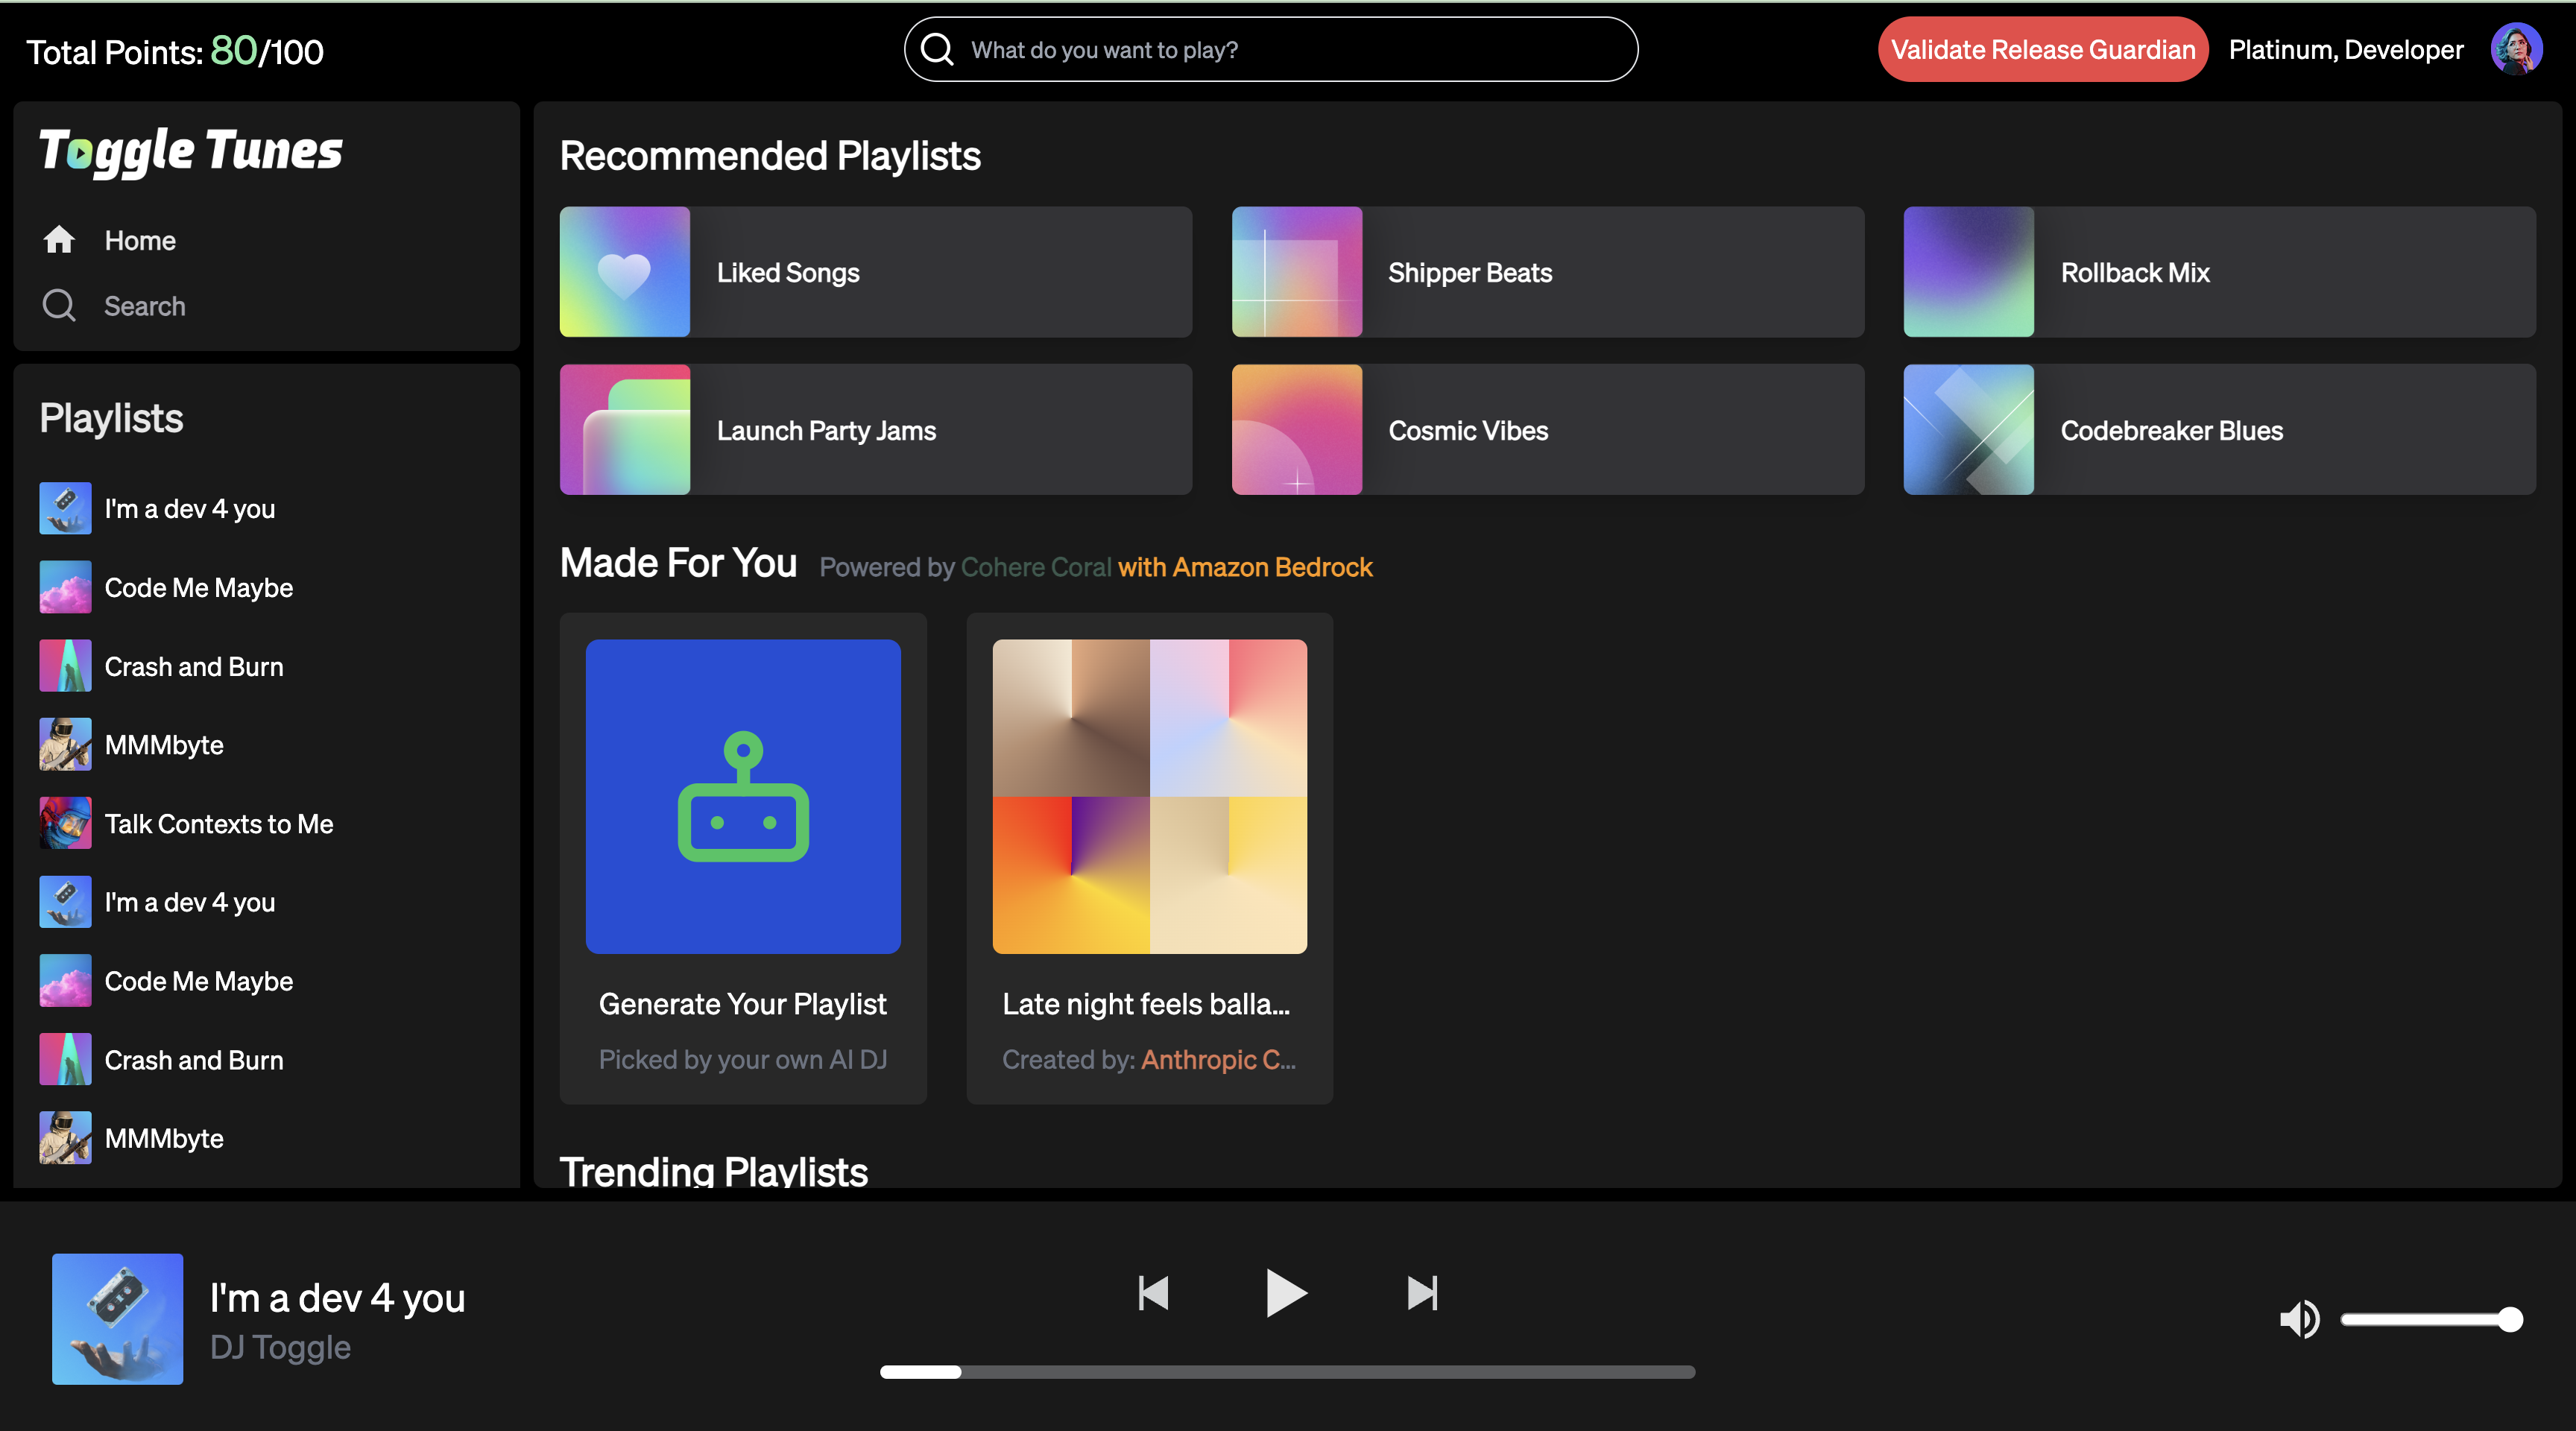 Total Points: 80/100
What do you want to play?
Validate Release Guardian
Platinum, Developer
Toggle Tunes
Home
Search
Playlists
I'm a dev 4 you
Code Me Maybe
Crash and Burn
MMMbyte
Talk Contexts to Me
I'm a dev 4 you
Code Me Maybe
Crash and Burn
MMMbyte
Recommended Playlists
Liked Songs
Shipper Beats
Rollback Mix
Launch Party Jams
Cosmic Vibes
Codebreaker Blues
Made For You Powered by Cohere Coral with Amazon Bedrock
Generate Your Playlist
Picked by your own AI DJ
Late night feels balla...
Created by: Anthropic C...
Trending Playlists
I'm a dev 4 you
DJ Toggle